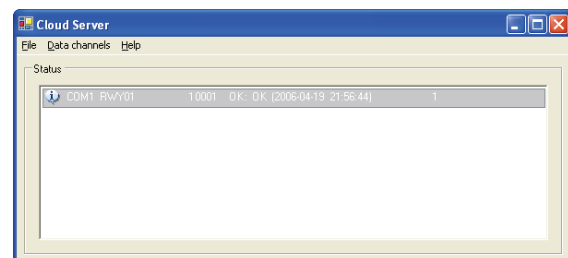 Cloud Server
File Data channels Help
Status
COM1 RWY01 10001 OK: OK (2006-04-19 21:56:44) 1